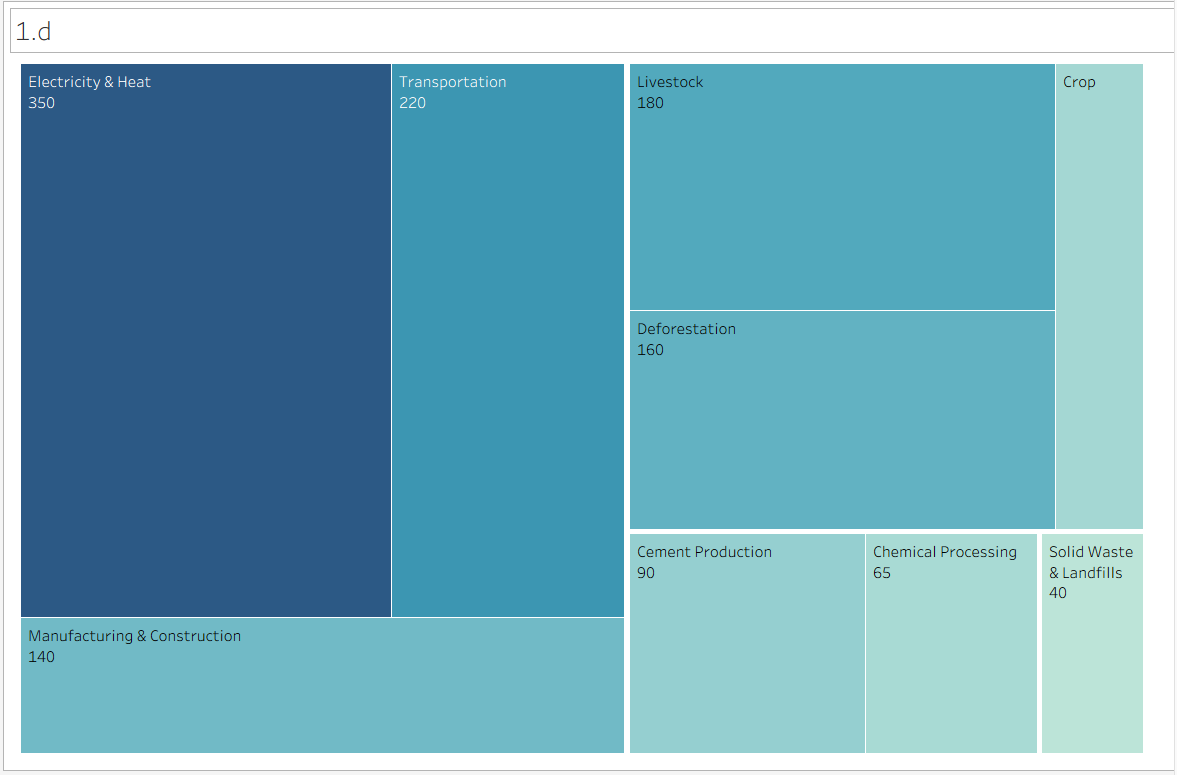 1.d
Electricity & Heat
350
Transportation
220
Manufacturing & Construction
140
Livestock
180
Crop
Deforestation
160
Cement Production
90
Chemical Processing
65
Solid Waste
& Landfills
40